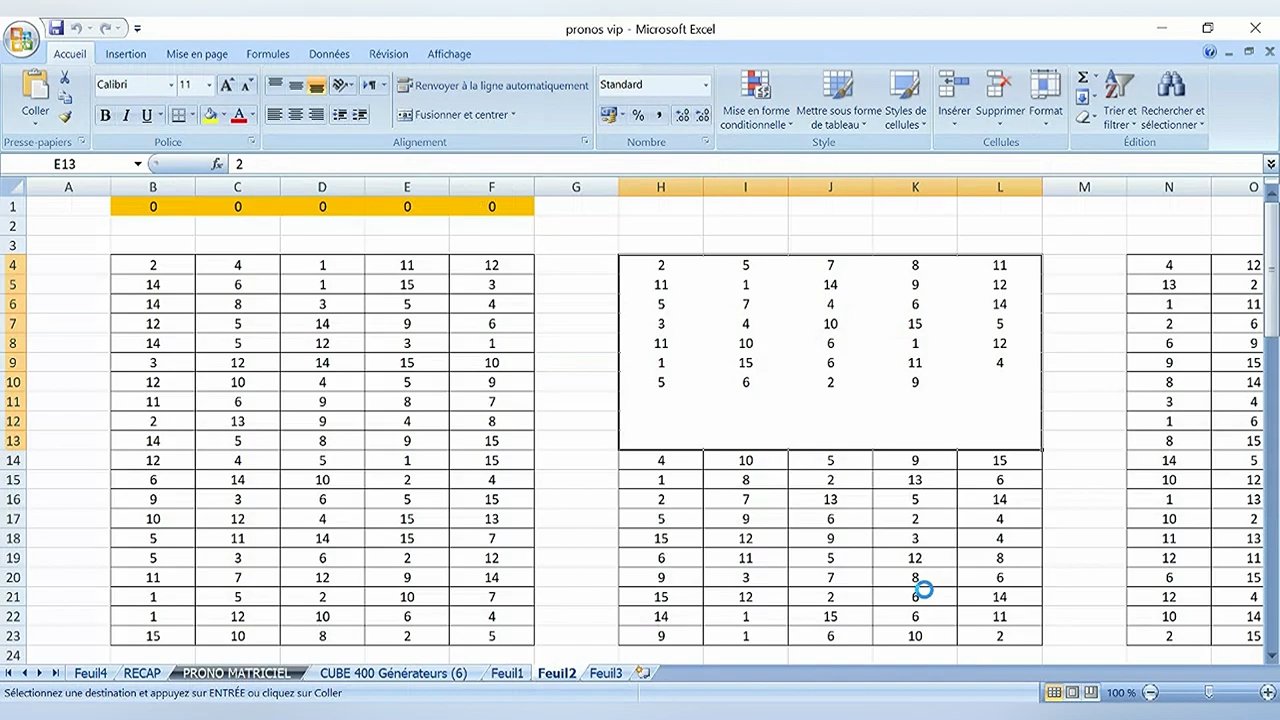 pronos vip - Microsoft Excel
Accueil Insertion Mise en page Formules Données Révision Affichage
Calibri 11 Renvoyer à la ligne automatiquement Standard
Coller Mise en forme conditionnelle Mettre sous forme de tableau Styles de cellules Insérer Supprimer Format Trier et filtrer Rechercher et sélectionner
G I S Fusionner et centrer % 000
Presse-papiers Police Alignement Nombre Style Cellules Édition
E13 fx 2
A B C D E F G H I J K L M N O
1 0 0 0 0 0
2
3
4 2 4 1 11 12 2 5 7 8 11 4 12
5 14 6 1 15 3 11 1 14 9 12 13 2
6 14 8 3 5 4 5 7 4 6 14 1 11
7 12 5 14 9 6 3 4 10 15 5 2 6
8 14 5 12 3 1 11 10 6 1 12 6 9
9 3 12 14 15 10 1 15 6 11 4 9 15
10 12 10 4 5 9 5 6 2 9 8 14
11 11 6 9 8 7 3 4
12 2 13 9 4 8 1 6
13 14 5 8 9 15 8 15
14 12 4 5 1 15 4 10 5 9 15 14 5
15 6 14 10 2 4 1 8 2 13 6 10 12
16 9 3 6 5 15 2 7 13 5 14 1 13
17 10 12 4 15 13 5 9 6 2 4 10 2
18 5 11 14 15 7 15 12 9 3 4 11 13
19 5 3 6 2 12 6 11 5 12 8 12 11
20 11 7 12 9 14 9 3 7 8 6 6 15
21 1 5 2 10 7 15 12 2 6 14 12 4
22 1 12 10 6 4 14 1 15 6 11 10 14
23 15 10 8 2 5 9 1 6 10 2 2 15
24
Feuil4 RECAP PRONO MATRICIEL CUBE 400 Générateurs (6) Feuil1 Feuil2 Feuil3
Sélectionnez une destination et appuyez sur ENTRÉE ou cliquez sur Coller 100 %